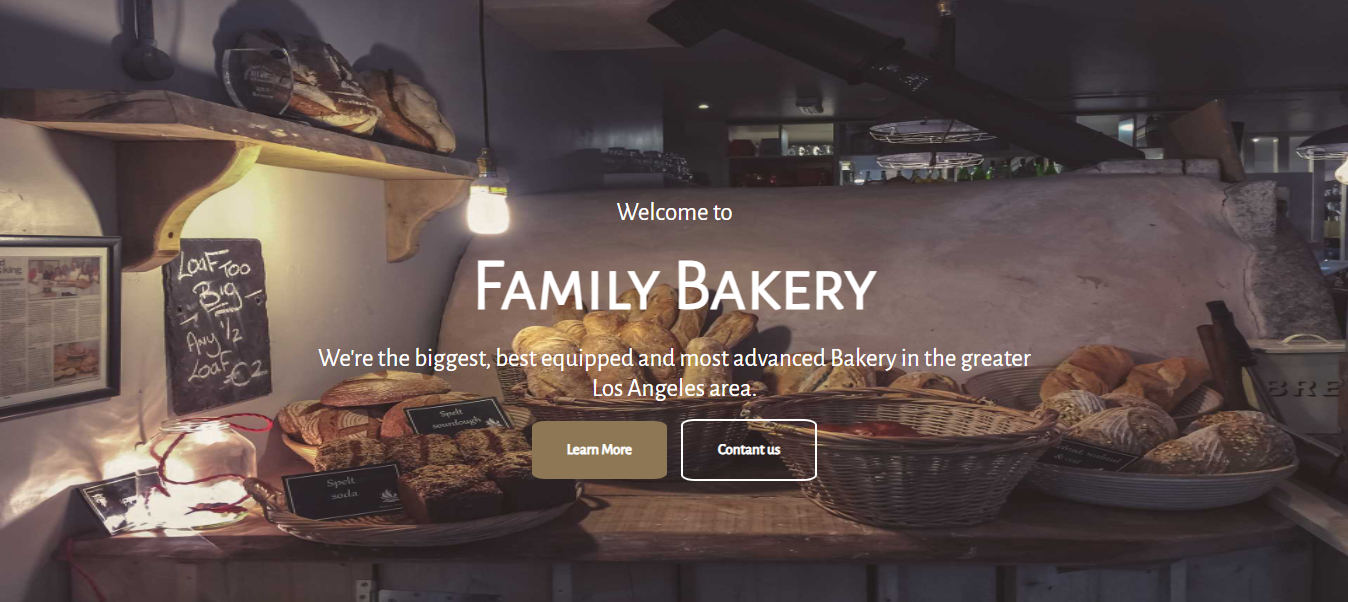 Welcome to
Family Bakery
We're the biggest, best equipped and most advanced Bakery in the greater
Los Angeles area.
Learn More
Contant us
Loaf Too
Big
Any 1/2
Loaf
€2
Spelt
sourdough
Spelt
soda
BRE